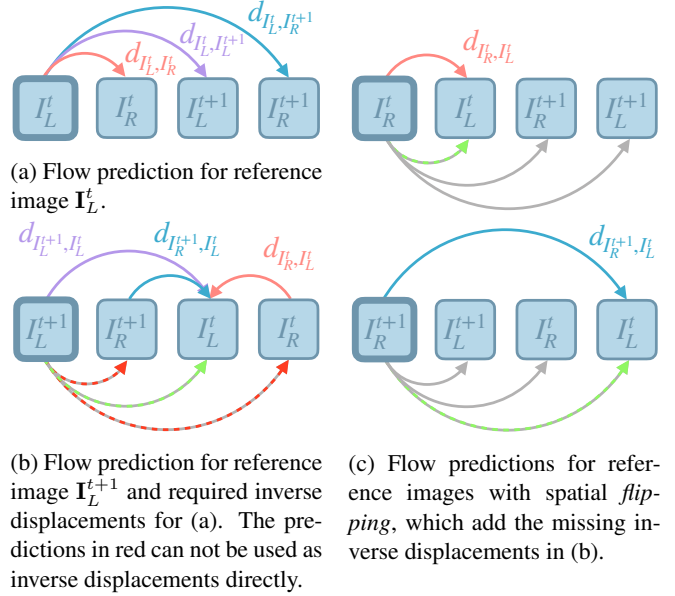 d_{I_L^t, I_R^{t+1}}
d_{I_L^t, I_L^{t+1}}
d_{I_L^t, I_R^t}
I_L^t I_R^t I_L^{t+1} I_R^{t+1}
(a) Flow prediction for reference
image I_L^t.
d_{I_R^t, I_L^t}
I_R^t I_L^t I_R^{t+1} I_L^{t+1}
d_{I_L^{t+1}, I_L^t} d_{I_R^{t+1}, I_L^t} d_{I_R^t, I_L^t}
I_L^{t+1} I_R^{t+1} I_L^t I_R^t
(b) Flow prediction for reference
image I_L^{t+1} and required inverse
displacements for (a). The pre-
dictions in red can not be used as
inverse displacements directly.
d_{I_R^{t+1}, I_L^t}
I_R^{t+1} I_L^{t+1} I_R^t I_L^t
(c) Flow predictions for refer-
ence images with spatial flip-
ping, which add the missing in-
verse displacements in (b).